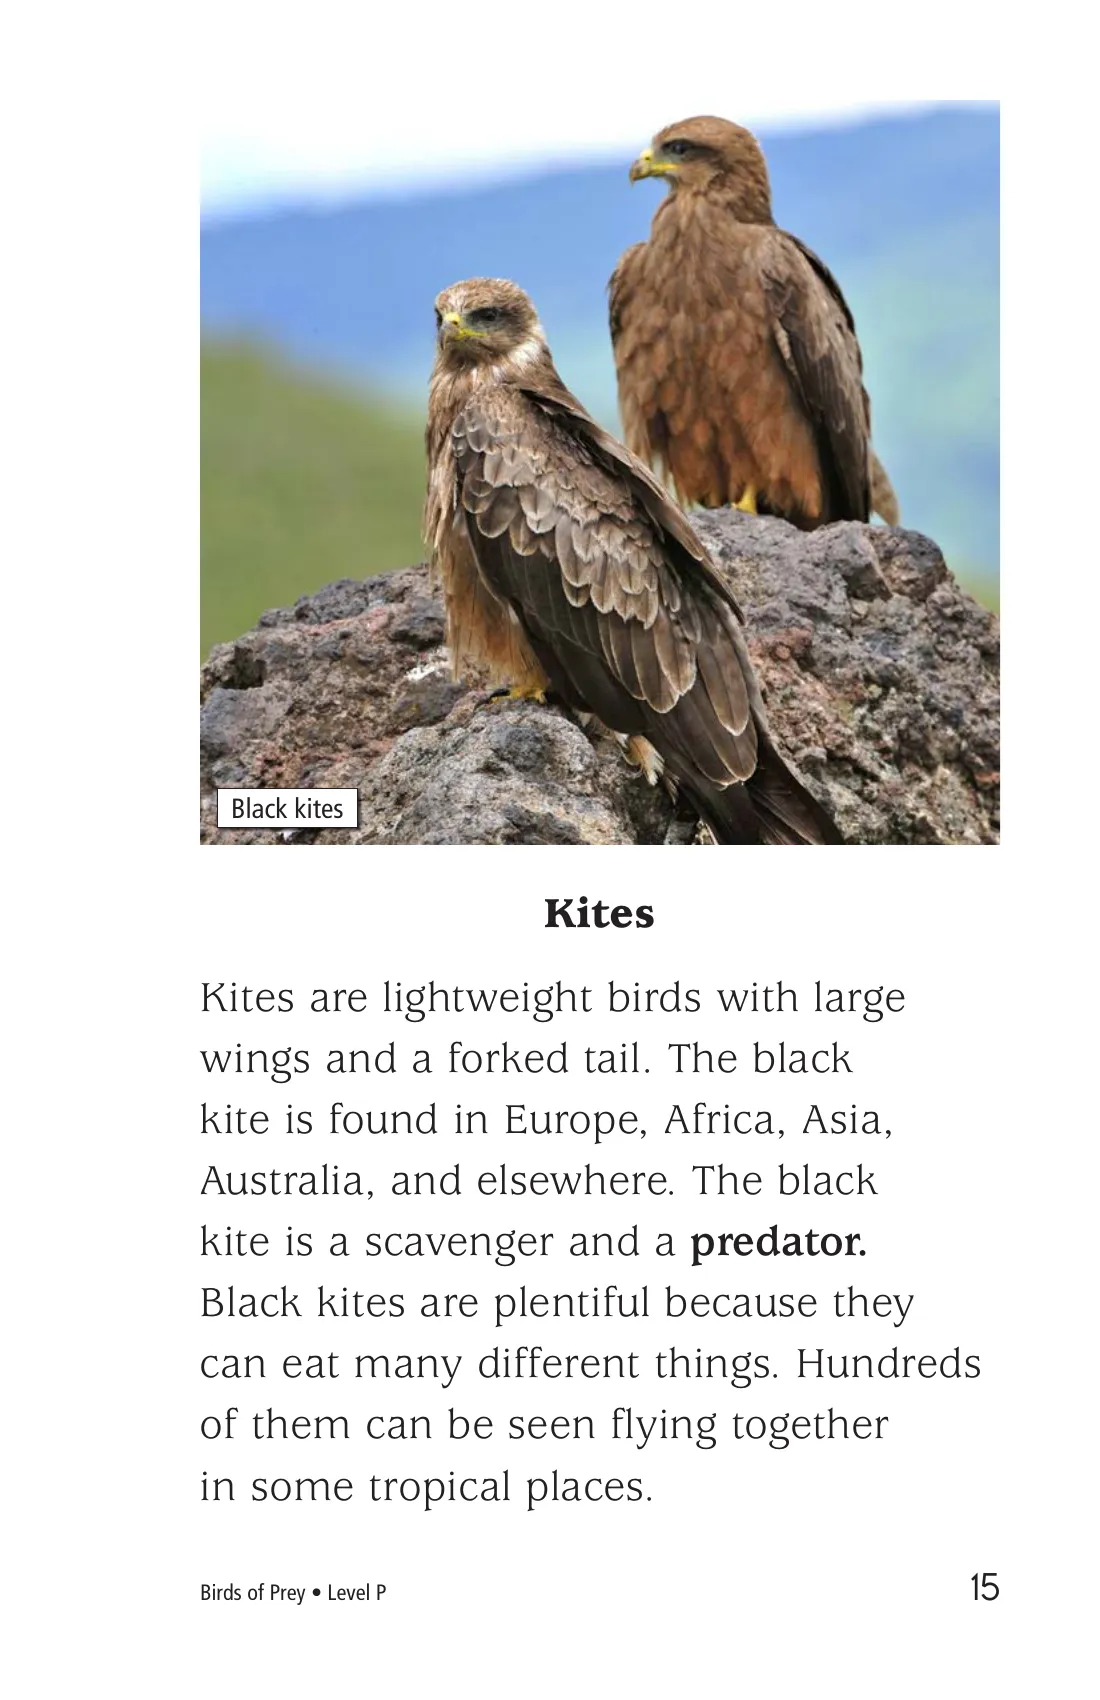 Black kites
Kites
Kites are lightweight birds with large
wings and a forked tail. The black
kite is found in Europe, Africa, Asia,
Australia, and elsewhere. The black
kite is a scavenger and a predator.
Black kites are plentiful because they
can eat many different things. Hundreds
of them can be seen flying together
in some tropical places.
Birds of Prey • Level P
15